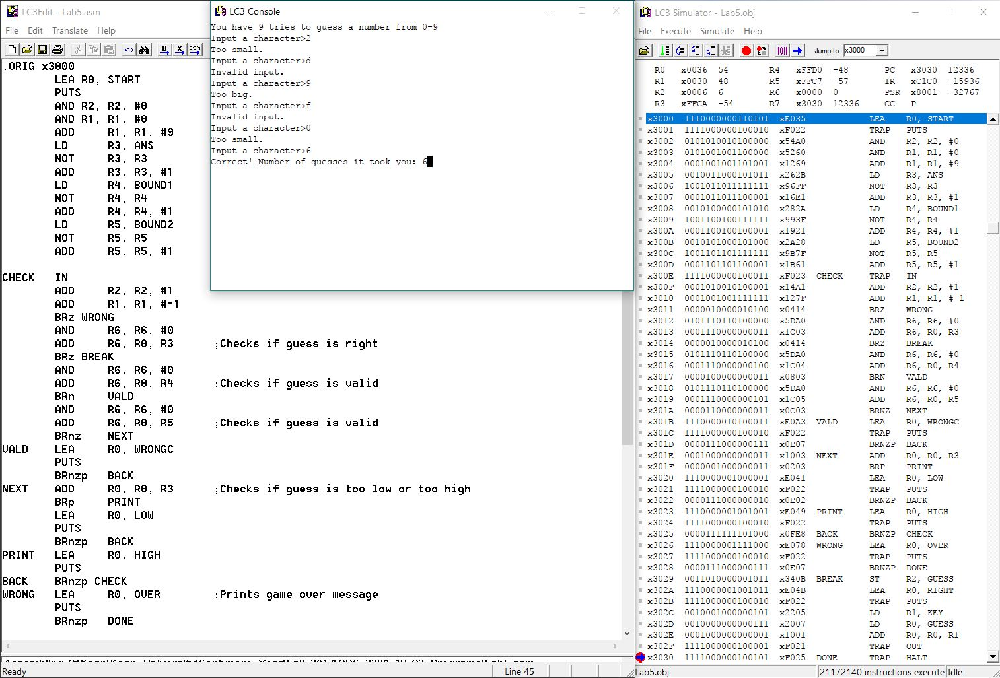 LC3Edit - Lab5.asm
File Edit Translate Help
.ORIG x3000
LEA R0, START
PUTS
AND R2, R2, #0
AND R1, R1, #0
ADD R1, R1, #9
LD R3, ANS
NOT R3, R3
ADD R3, R3, #1
LD R4, BOUND1
NOT R4, R4
ADD R4, R4, #1
LD R5, BOUND2
NOT R5, R5
ADD R5, R5, #1
CHECK IN
ADD R2, R2, #1
ADD R1, R1, #-1
BRz WRONG
AND R6, R6, #0
ADD R6, R0, R3 ;Checks if guess is right
BRz BREAK
AND R6, R6, #0
ADD R6, R0, R4 ;Checks if guess is valid
BRn VALD
AND R6, R6, #0
ADD R6, R0, R5 ;Checks if guess is valid
BRnz NEXT
VALD LEA R0, WRONGC
PUTS
BRnzp BACK
NEXT ADD R0, R0, R3 ;Checks if guess is too low or too high
BRp PRINT
LEA R0, LOW
PUTS
BRnzp BACK
PRINT LEA R0, HIGH
PUTS
BACK BRnzp CHECK
WRONG LEA R0, OVER ;Prints game over message
PUTS
BRnzp DONE
Ready Line 45
LC3 Console
You have 9 tries to guess a number from 0-9
Input a character>2
Too small.
Input a character>d
Invalid input.
Input a character>9
Too big.
Input a character>f
Invalid input.
Input a character>0
Too small.
Input a character>6
Correct! Number of guesses it took you: 6
LC3 Simulator - Lab5.obj
File Execute Simulate Help
Jump to: x3000
R0 x0036 54 R4 xFFD0 -48 PC x3030 12336
R1 x0030 48 R5 xFFC7 -57 IR xC1C0 -15936
R2 x0006 6 R6 x0000 0 PSR x8001 -32767
R3 xFFCA -54 R7 x3030 12336 CC P
x3000 1110000000110101 xE035 LEA R0, START
x3001 1111000000100010 xF022 TRAP PUTS
x3002 0101010010100000 x54A0 AND R2, R2, #0
x3003 0101001001100000 x5260 AND R1, R1, #0
x3004 0001001001101001 x1269 ADD R1, R1, #9
x3005 0010011000101011 x262B LD R3, ANS
x3006 1001011011111111 x96FF NOT R3, R3
x3007 0001011011100001 x16E1 ADD R3, R3, #1
x3008 0010100000101010 x282A LD R4, BOUND1
x3009 1001100100111111 x993F NOT R4, R4
x300A 0001100100100001 x1921 ADD R4, R4, #1
x300B 0010101000101000 x2A28 LD R5, BOUND2
x300C 1001101101111111 x9B7F NOT R5, R5
x300D 0001101101100001 x1B61 ADD R5, R5, #1
x300E 1111000000100011 xF023 CHECK TRAP IN
x300F 0001010010100001 x14A1 ADD R2, R2, #1
x3010 0001001001111111 x127F ADD R1, R1, #-1
x3011 0000010000010100 x0414 BRZ WRONG
x3012 0101110110100000 x5DA0 AND R6, R6, #0
x3013 0001110000000011 x1C03 ADD R6, R0, R3
x3014 0000010000010100 x0414 BRZ BREAK
x3015 0101110110100000 x5DA0 AND R6, R6, #0
x3016 0001110000000100 x1C04 ADD R6, R0, R4
x3017 0000100000000011 x0803 BRN VALD
x3018 0101110110100000 x5DA0 AND R6, R6, #0
x3019 0001110000000101 x1C05 ADD R6, R0, R5
x301A 0000110000000011 x0C03 BRNZ NEXT
x301B 1110000010100011 xE0A3 VALD LEA R0, WRONGC
x301C 1111000000100010 xF022 TRAP PUTS
x301D 0000111000000111 x0E07 BRNZP BACK
x301E 0001000000000011 x1003 NEXT ADD R0, R0, R3
x301F 0000001000000011 x0203 BRP PRINT
x3020 1110000001000001 xE041 LEA R0, LOW
x3021 1111000000100010 xF022 TRAP PUTS
x3022 0000111000000010 x0E02 BRNZP BACK
x3023 1110000001001001 xE049 PRINT LEA R0, HIGH
x3024 1111000000100010 xF022 TRAP PUTS
x3025 0000111111101000 x0FE8 BACK BRNZP CHECK
x3026 1110000001111000 xE078 WRONG LEA R0, OVER
x3027 1111000000100010 xF022 TRAP PUTS
x3028 0000111000000111 x0E07 BRNZP DONE
x3029 0011010000001011 x340B BREAK ST R2, GUESS
x302A 1110000001001011 xE04B LEA R0, RIGHT
x302B 1111000000100010 xF022 TRAP PUTS
x302C 0010001000000101 x2205 LD R1, KEY
x302D 0010000000000111 x2007 LD R0, GUESS
x302E 0001000000000001 x1001 ADD R0, R0, R1
x302F 1111000000100001 xF021 TRAP OUT
x3030 1111000000100101 xF025 DONE TRAP HALT
Lab5.obj 21172140 instructions execute Idle